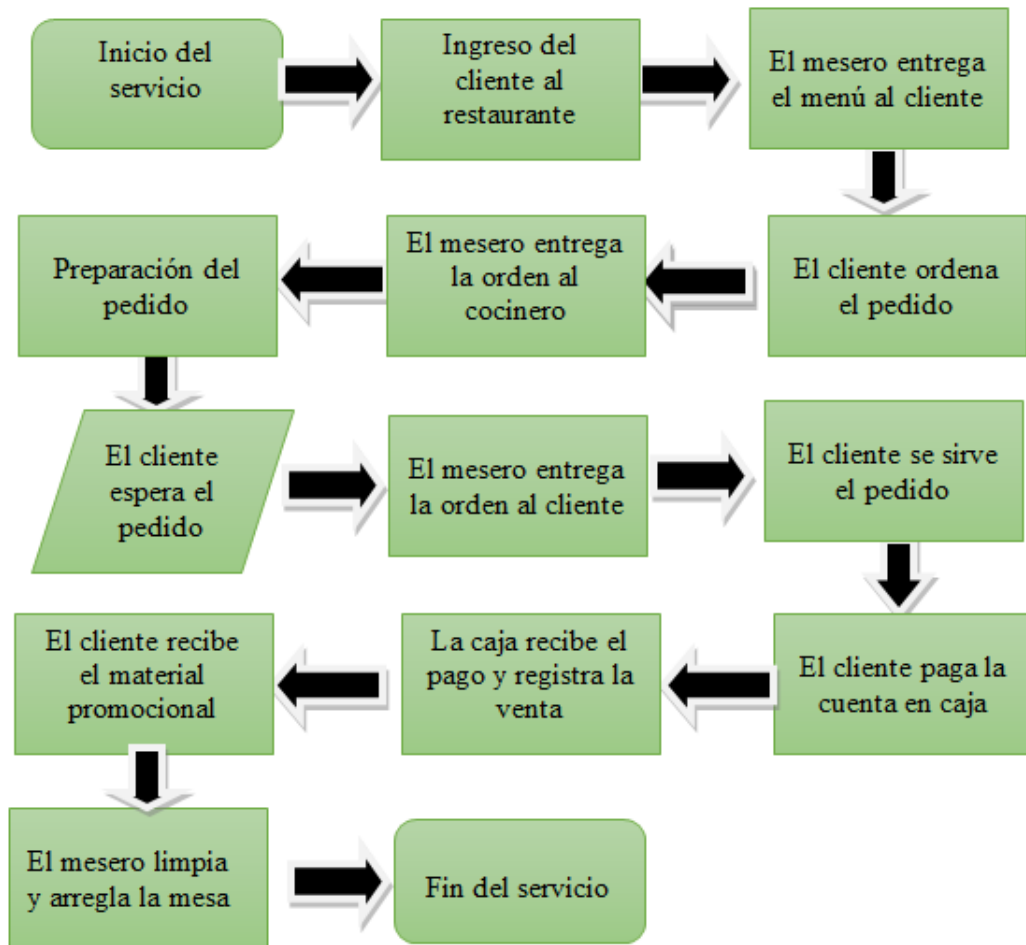 Inicio del
servicio
Ingreso del
cliente al
restaurante
El mesero entrega
el menú al cliente
El cliente ordena
el pedido
El mesero entrega
la orden al
cocinero
Preparación del
pedido
El cliente
espera el
pedido
El mesero entrega
la orden al cliente
El cliente se sirve
el pedido
El cliente paga la
cuenta en caja
La caja recibe el
pago y registra la
venta
El cliente recibe
el material
promocional
El mesero limpia
y arregla la mesa
Fin del servicio